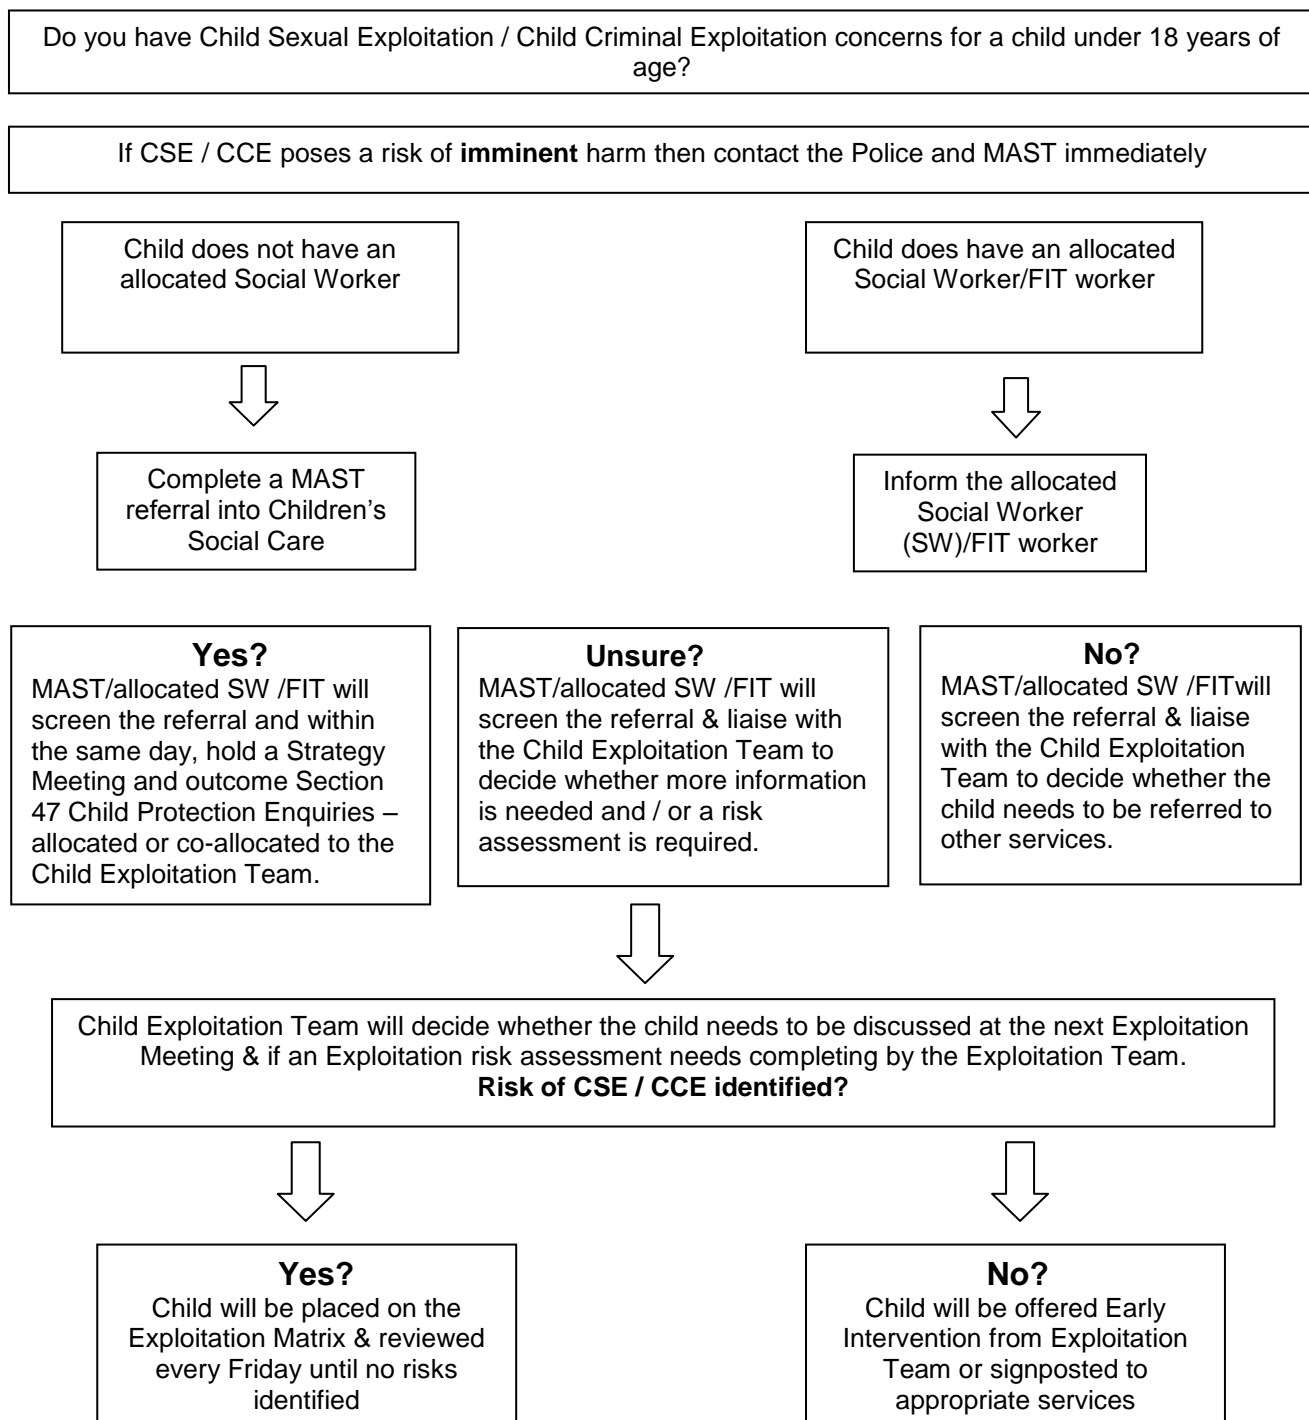 Do you have Child Sexual Exploitation / Child Criminal Exploitation concerns for a child under 18 years of
age?
If CSE / CCE poses a risk of imminent harm then contact the Police and MAST immediately
Child does not have an
allocated Social Worker
Child does have an allocated
Social Worker/FIT worker
Complete a MAST
referral into Children’s
Social Care
Inform the allocated
Social Worker
(SW)/FIT worker
Yes?
MAST/allocated SW /FIT will
screen the referral and within
the same day, hold a Strategy
Meeting and outcome Section
47 Child Protection Enquiries –
allocated or co-allocated to the
Child Exploitation Team.
Unsure?
MAST/allocated SW /FIT will
screen the referral & liaise with
the Child Exploitation Team to
decide whether more information
is needed and / or a risk
assessment is required.
No?
MAST/allocated SW /FITwill
screen the referral & liaise
with the Child Exploitation
Team to decide whether the
child needs to be referred to
other services.
Child Exploitation Team will decide whether the child needs to be discussed at the next Exploitation
Meeting & if an Exploitation risk assessment needs completing by the Exploitation Team.
Risk of CSE / CCE identified?
Yes?
Child will be placed on the
Exploitation Matrix & reviewed
every Friday until no risks
identified
No?
Child will be offered Early
Intervention from Exploitation
Team or signposted to
appropriate services